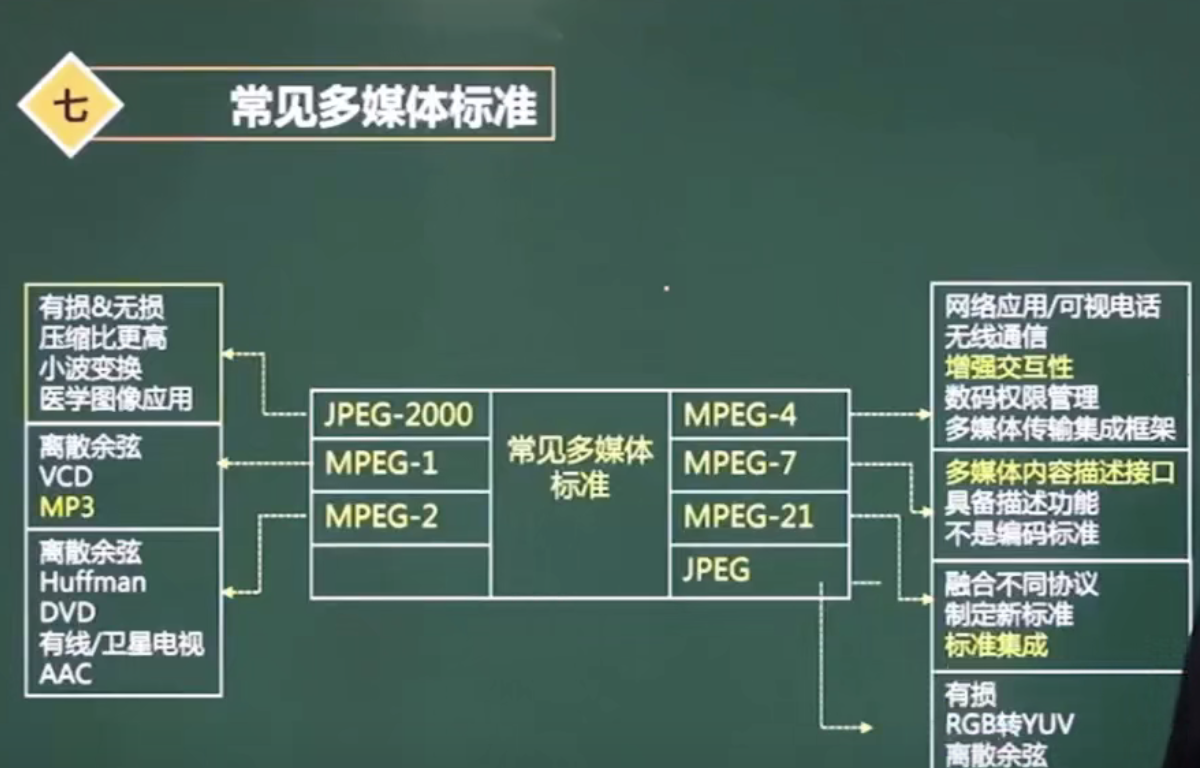 七
常见多媒体标准
有损&无损
压缩比更高
小波变换
医学图像应用
离散余弦
VCD
MP3
离散余弦
Huffman
DVD
有线/卫星电视
AAC
JPEG-2000
MPEG-1
MPEG-2
常见多媒体
标准
MPEG-4
MPEG-7
MPEG-21
JPEG
网络应用/可视电话
无线通信
增强交互性
数码权限管理
多媒体传输集成框架
多媒体内容描述接口
具备描述功能
不是编码标准
融合不同协议
制定新标准
标准集成
有损
RGB转YUV
离散余弦